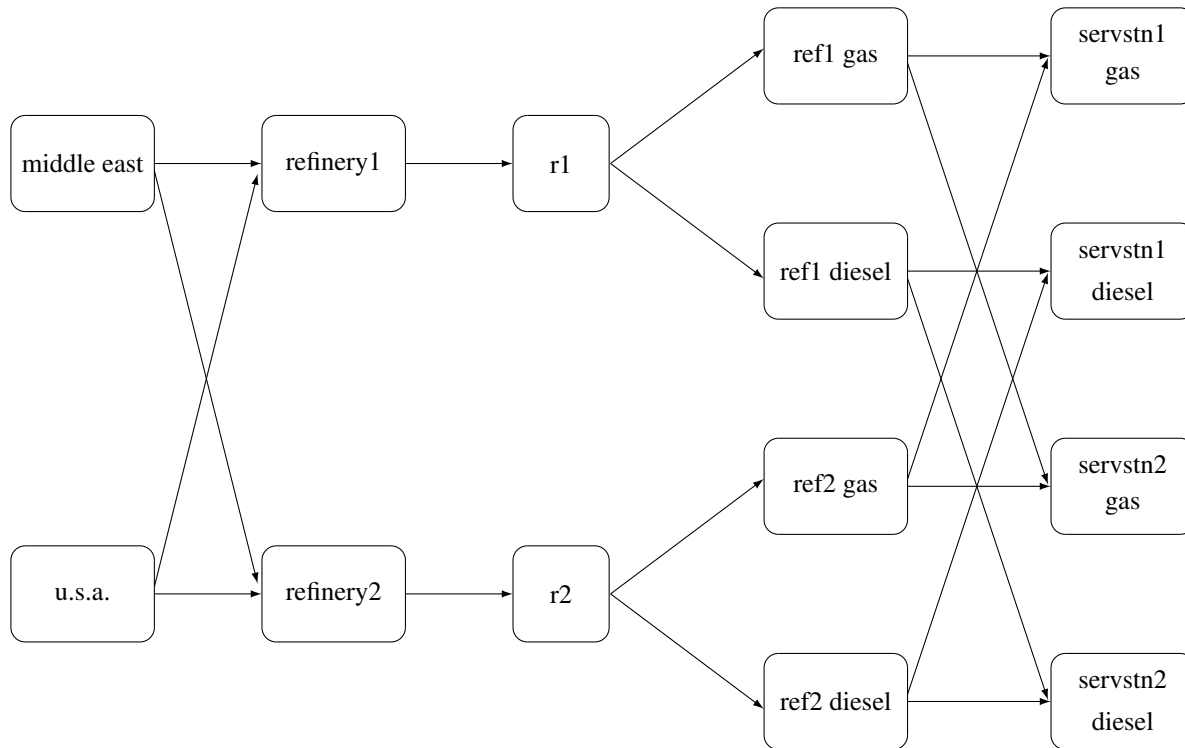 ref1 gas
servstn1
gas
middle east
refinery1
r1
ref1 diesel
servstn1
diesel
ref2 gas
servstn2
gas
u.s.a.
refinery2
r2
ref2 diesel
servstn2
diesel